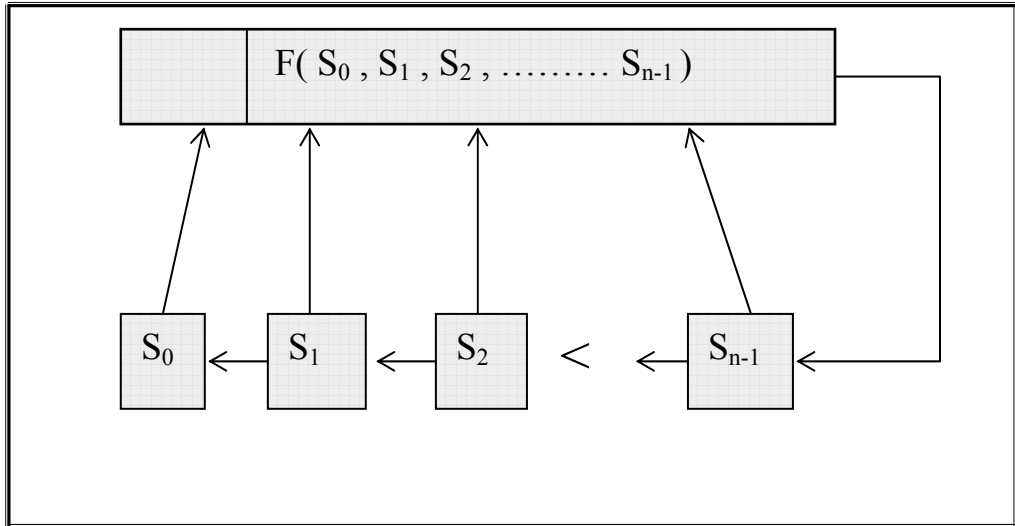 F( S₀ , S₁ , S₂ , ......... Sₙ₋₁ )
S₀ S₁ S₂ < Sₙ₋₁